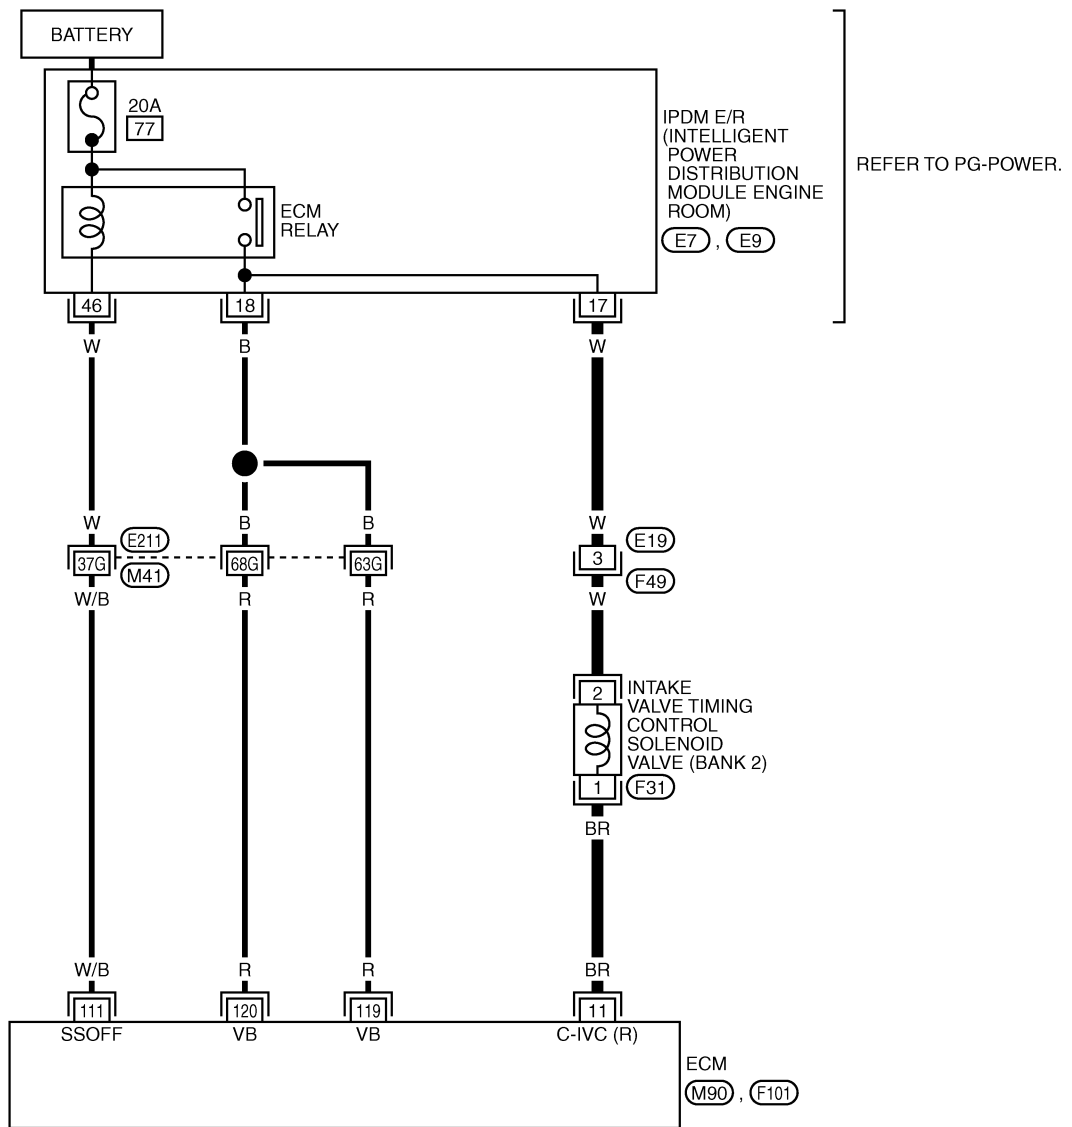 BATTERY
20A
77
IPDM E/R
(INTELLIGENT
POWER
DISTRIBUTION
MODULE ENGINE
ROOM)
E7 , E9
REFER TO PG-POWER.
ECM
RELAY
46 18 17
W B W
W B B W
E211 E19
37G 68G 63G 3
M41 F49
W/B R R W
2
INTAKE
VALVE TIMING
CONTROL
SOLENOID
VALVE (BANK 2)
1 F31
BR
W/B R R BR
111 120 119 11
SSOFF VB VB C-IVC (R)
ECM
M90 , F101